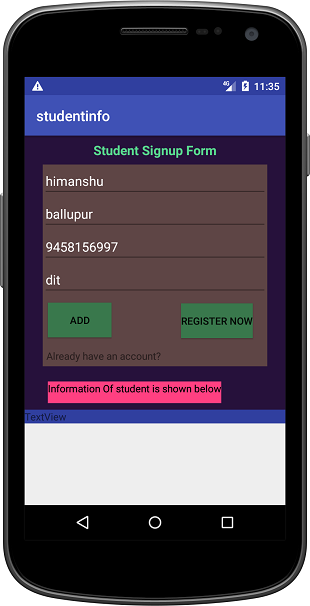 4G 11:35
studentinfo
Student Signup Form
himanshu
ballupur
9458156997
dit
ADD REGISTER NOW
Already have an account?
Information Of student is shown below
TextView